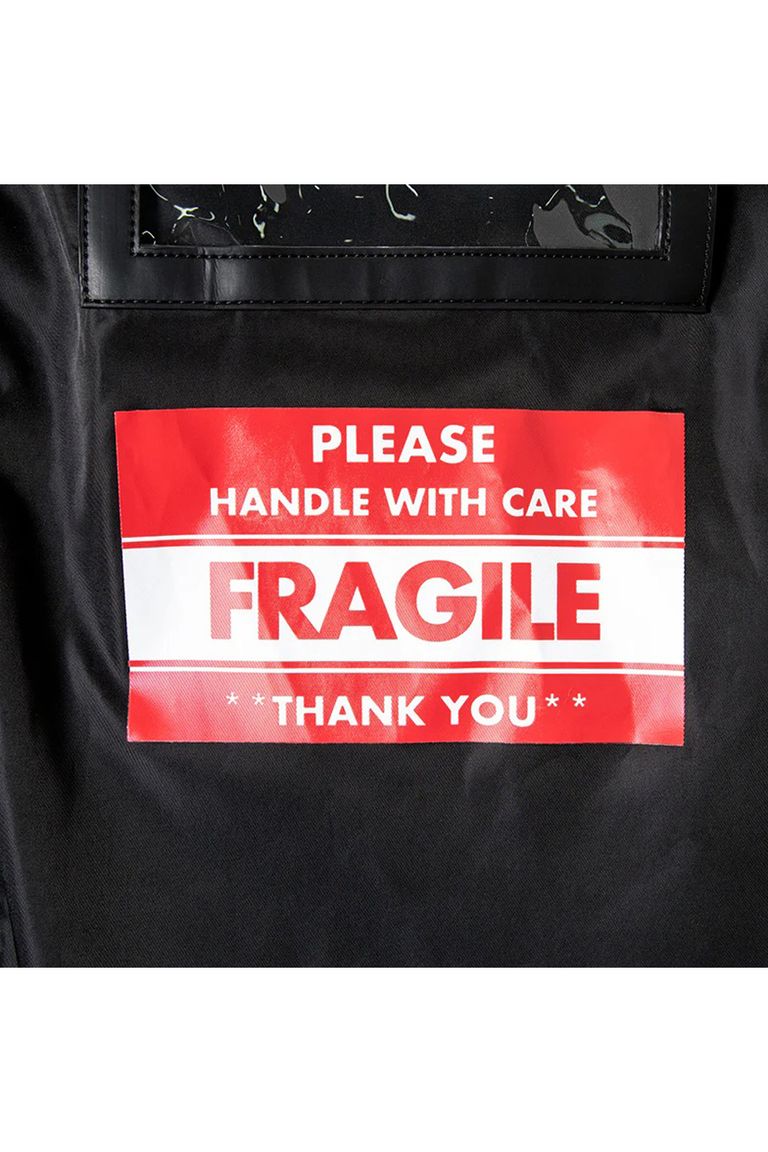 PLEASE
HANDLE WITH CARE
FRAGILE
**THANK YOU**